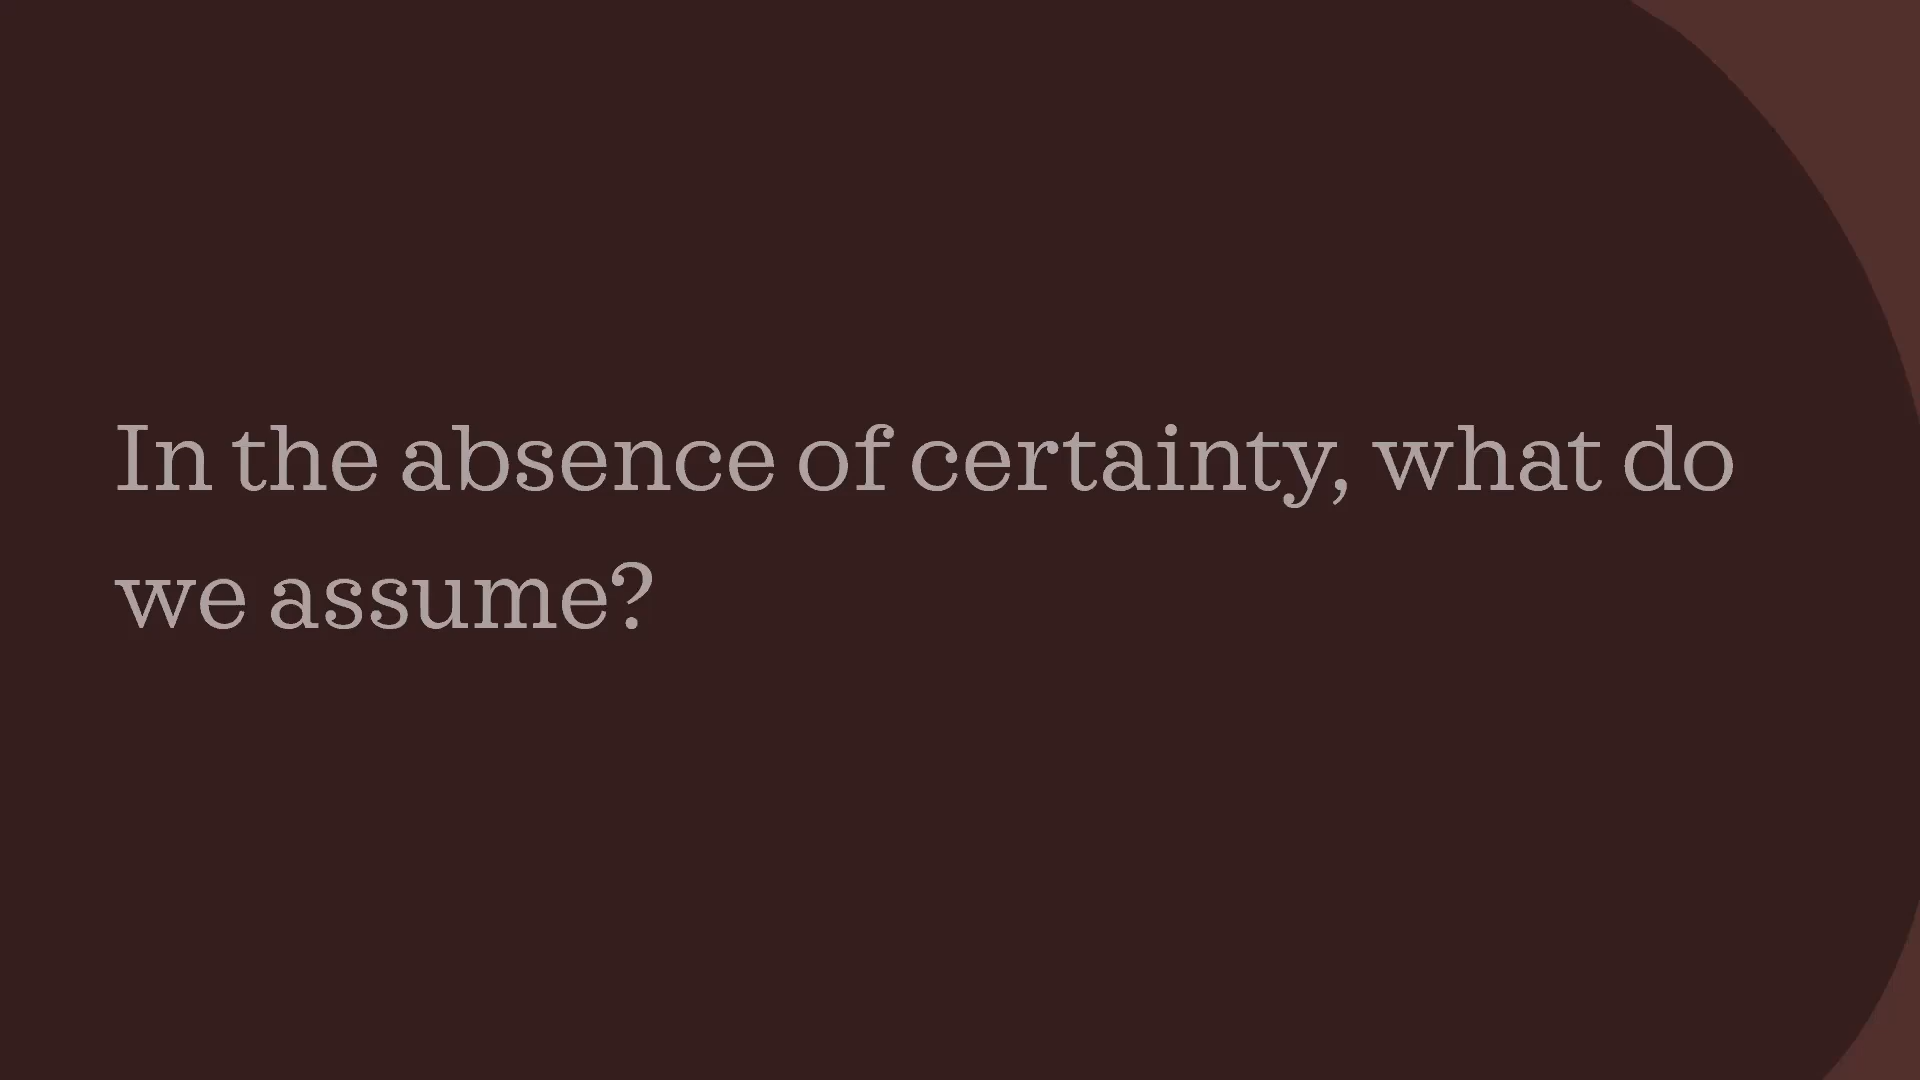 In the absence of certainty, what do
we assume?